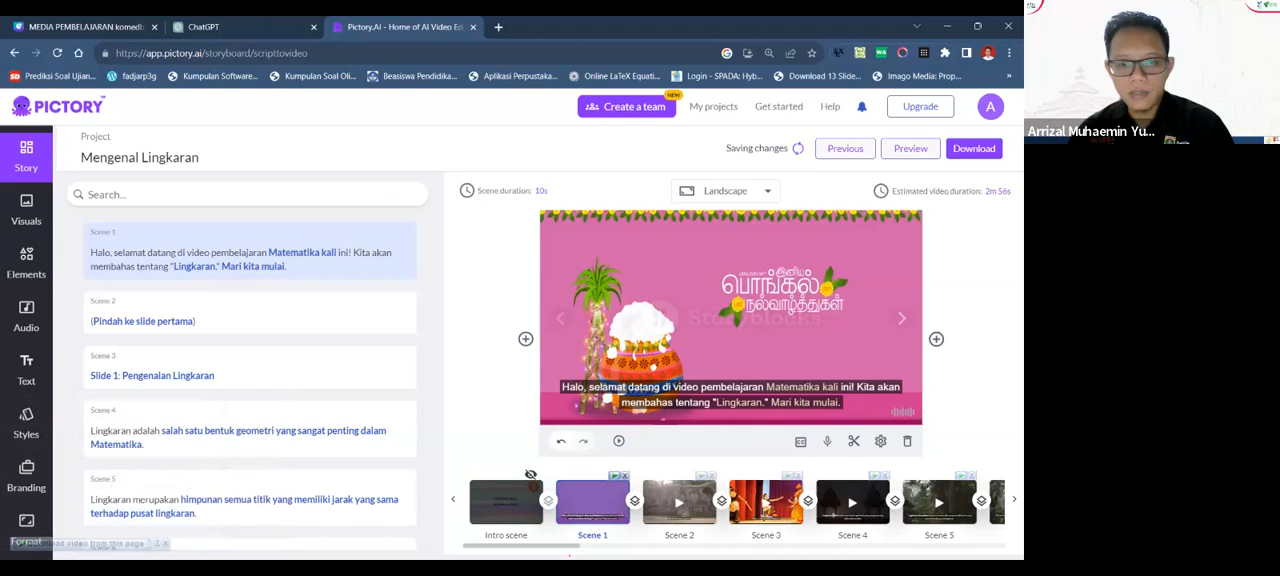 MEDIA PEMBELAJARAN komedi
ChatGPT
Pictory.AI - Home of AI Video Edi
https://app.pictory.ai/storyboard/scripttovideo
Prediksi Soal Ujian...
fadjarp3g
Kumpulan Software...
Kumpulan Soal Oli...
Beasiswa Pendidika...
Aplikasi Perpustaka...
Online LaTeX Equati...
Login - SPADA: Hyb...
Download 13 Slide...
Imago Media: Prop...
»
PICTORY
Create a team
NEW
My projects
Get started
Help
Upgrade
A
Arrizal Muhaemin Yu...
Story
Visuals
Elements
Audio
Text
Styles
Branding
Format
Project
Mengenal Lingkaran
Saving changes
Previous
Preview
Download
Search...
Scene duration: 10s
Landscape
Estimated video duration: 2m 56s
Scene 1
Halo, selamat datang di video pembelajaran Matematika kali ini! Kita akan
membahas tentang "Lingkaran." Mari kita mulai.
Scene 2
(Pindah ke slide pertama)
Scene 3
Slide 1: Pengenalan Lingkaran
Scene 4
Lingkaran adalah salah satu bentuk geometri yang sangat penting dalam
Matematika.
Scene 5
Lingkaran merupakan himpunan semua titik yang memiliki jarak yang sama
terhadap pusat lingkaran.
இனிய
பொங்கல்
நல்வாழ்த்துகள்
Storyblocks
Halo, selamat datang di video pembelajaran Matematika kali ini! Kita akan
membahas tentang "Lingkaran." Mari kita mulai.
Intro scene
Scene 1
Scene 2
Scene 3
Scene 4
Scene 5
Download video from this page